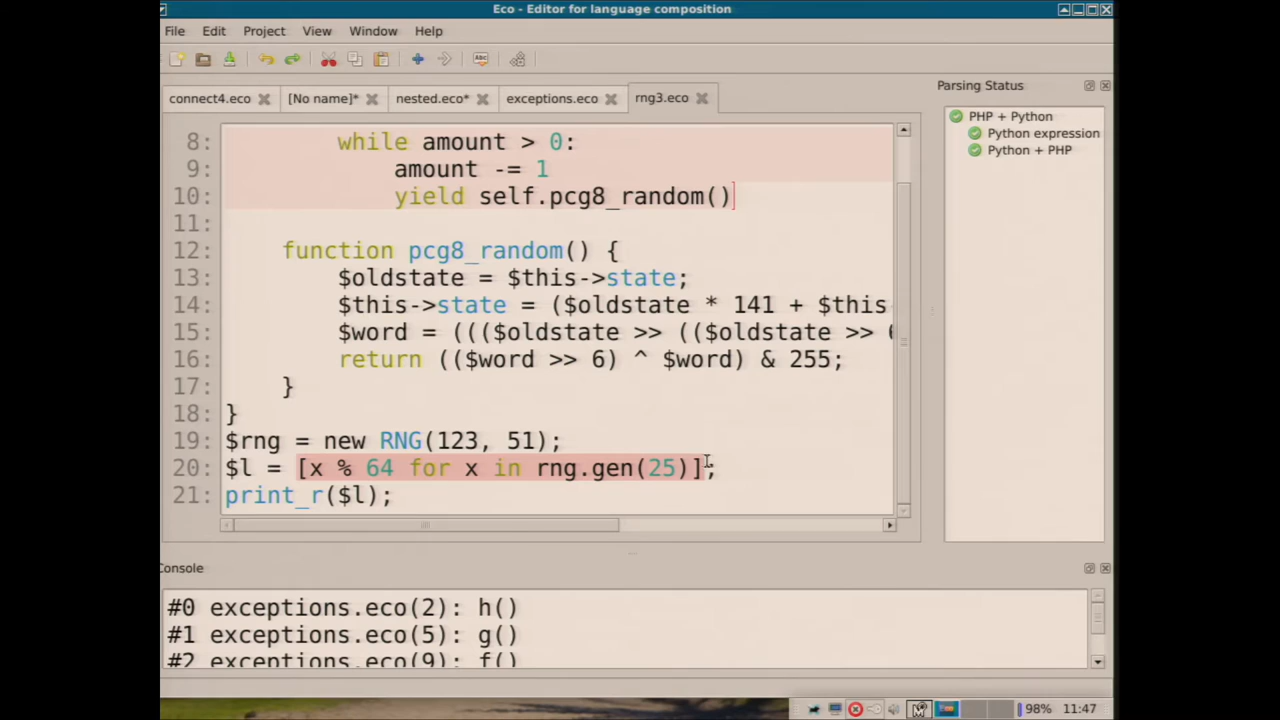 Eco - Editor for language composition
File Edit Project View Window Help
connect4.eco [No name]* nested.eco* exceptions.eco rng3.eco
Parsing Status
PHP + Python
Python expression
Python + PHP
8: while amount > 0:
9: amount -= 1
10: yield self.pcg8_random()
11:
12: function pcg8_random() {
13: $oldstate = $this->state;
14: $this->state = ($oldstate * 141 + $this
15: $word = ((($oldstate >> (($oldstate >>
16: return (($word >> 6) ^ $word) & 255;
17: }
18: }
19: $rng = new RNG(123, 51);
20: $l = [x % 64 for x in rng.gen(25)];
21: print_r($l);
Console
#0 exceptions.eco(2): h()
#1 exceptions.eco(5): g()
#2 exceptions.eco(9): f()
98% 11:47